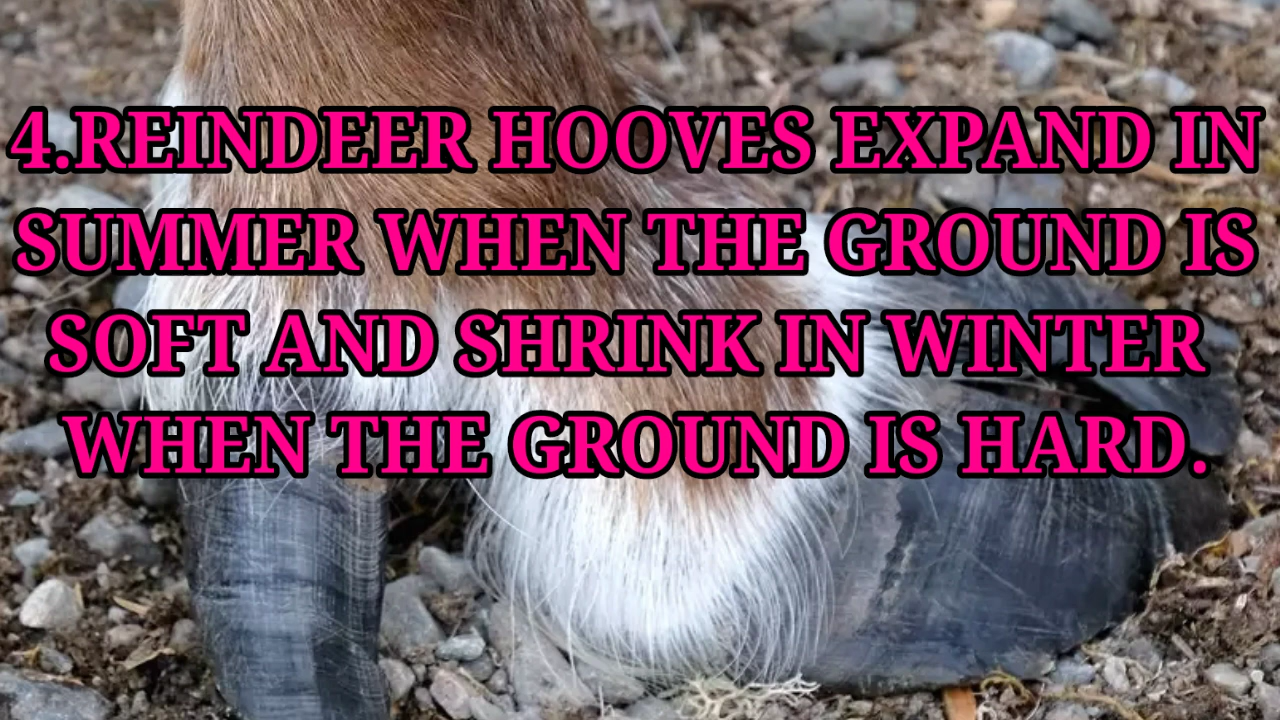 4.REINDEER HOOVES EXPAND IN
SUMMER WHEN THE GROUND IS
SOFT AND SHRINK IN WINTER
WHEN THE GROUND IS HARD.